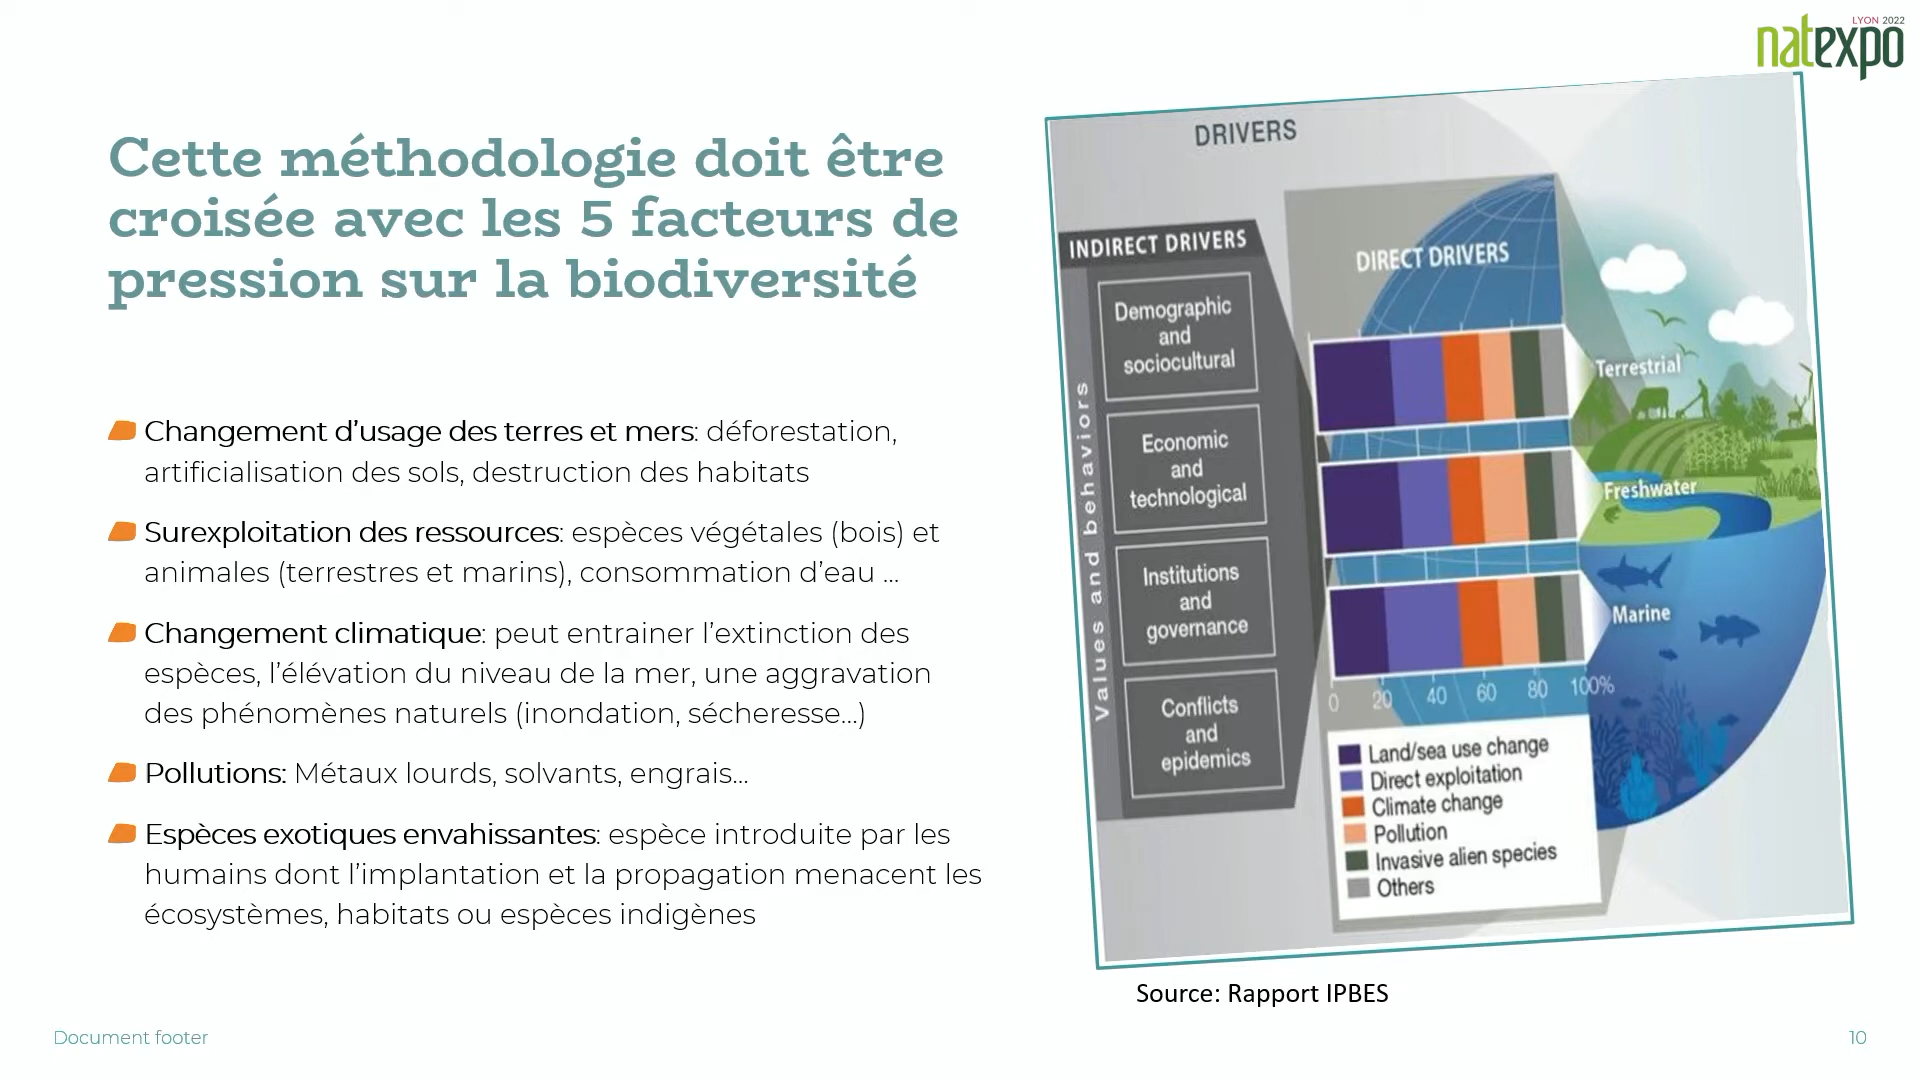 LYON 2022
natexpo
Cette méthodologie doit être
croisée avec les 5 facteurs de
pression sur la biodiversité
Changement d'usage des terres et mers: déforestation,
artificialisation des sols, destruction des habitats
Surexploitation des ressources: espèces végétales (bois) et
animales (terrestres et marins), consommation d'eau ...
Changement climatique: peut entrainer l'extinction des
espèces, l'élévation du niveau de la mer, une aggravation
des phénomènes naturels (inondation, sécheresse...)
Pollutions: Métaux lourds, solvants, engrais...
Espèces exotiques envahissantes: espèce introduite par les
humains dont l'implantation et la propagation menacent les
écosystèmes, habitats ou espèces indigènes
DRIVERS
INDIRECT DRIVERS
Values and behaviors
Demographic
and
sociocultural
Economic
and
technological
Institutions
and
governance
Conflicts
and
epidemics
DIRECT DRIVERS
Terrestrial
Freshwater
Marine
0 20 40 60 80 100%
Land/sea use change
Direct exploitation
Climate change
Pollution
Invasive alien species
Others
Source: Rapport IPBES
Document footer
10